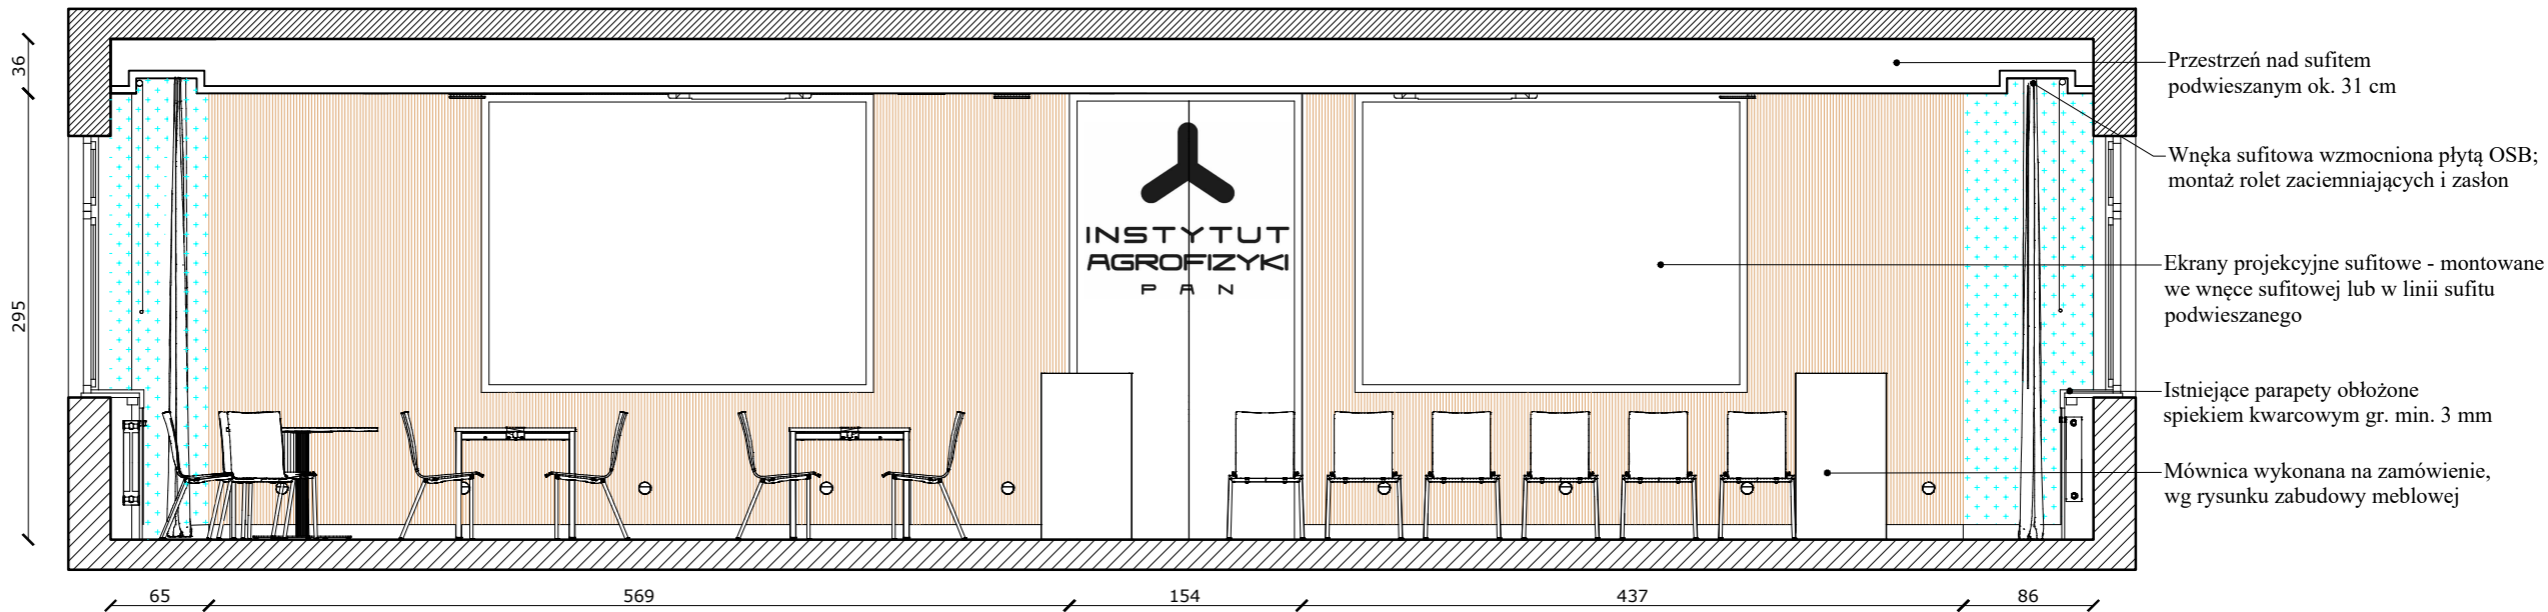 36
295
Przestrzeń nad sufitem
podwieszanym ok. 31 cm
Wnęka sufitowa wzmocniona płytą OSB;
montaż rolet zaciemniających i zasłon
INSTYTUT
AGROFIZYKI
PAN
Ekrany projekcyjne sufitowe - montowane
we wnęce sufitowej lub w linii sufitu
podwieszanego
Istniejące parapety obłożone
spiekiem kwarcowym gr. min. 3 mm
Mównica wykonana na zamówienie,
wg rysunku zabudowy meblowej
65
569
154
437
86